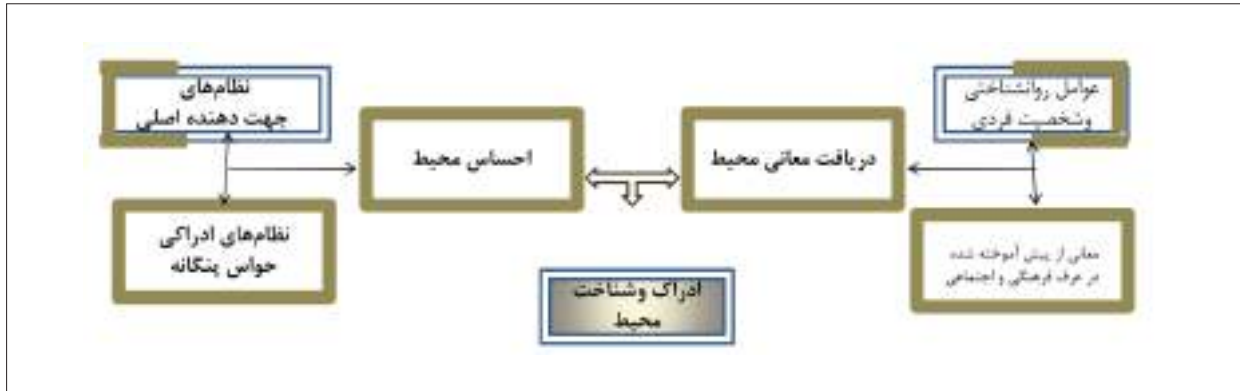 عوامل روانشناختی
وشخصیت فردی
نظام‌های
جهت دهنده اصلی
دریافت معانی محیط
احساس محیط
معانی از پیش آموخته شده
در عرف فرهنگی و اجتماعی
نظام‌های ادراکی
حواس پنگانه
ادراک وشناخت
محیط